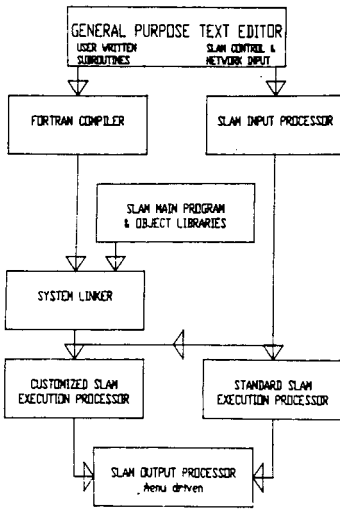 GENERAL PURPOSE TEXT EDITOR
USER WRITTEN
SUBROUTINES
SLAM CONTROL &
NETWORK INPUT
FORTRAN COMPILER
SLAM INPUT PROCESSOR
SLAM MAIN PROGRAM
& OBJECT LIBRARIES
SYSTEM LINKER
CUSTOMIZED SLAM
EXECUTION PROCESSOR
STANDARD SLAM
EXECUTION PROCESSOR
SLAM OUTPUT PROCESSOR
Menu driven